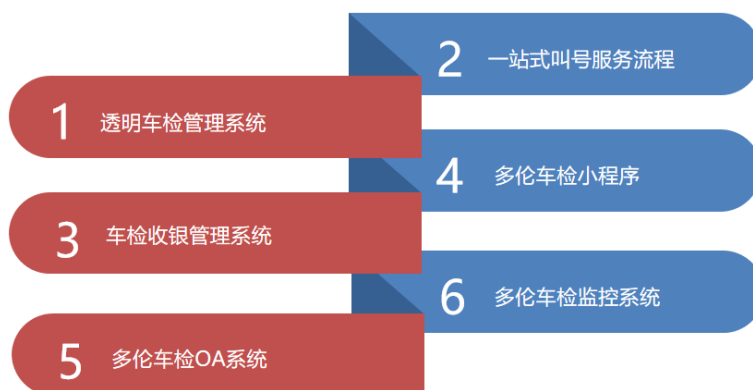 1 透明车检管理系统
2 一站式叫号服务流程
3 车检收银管理系统
4 多伦车检小程序
5 多伦车检OA系统
6 多伦车检监控系统